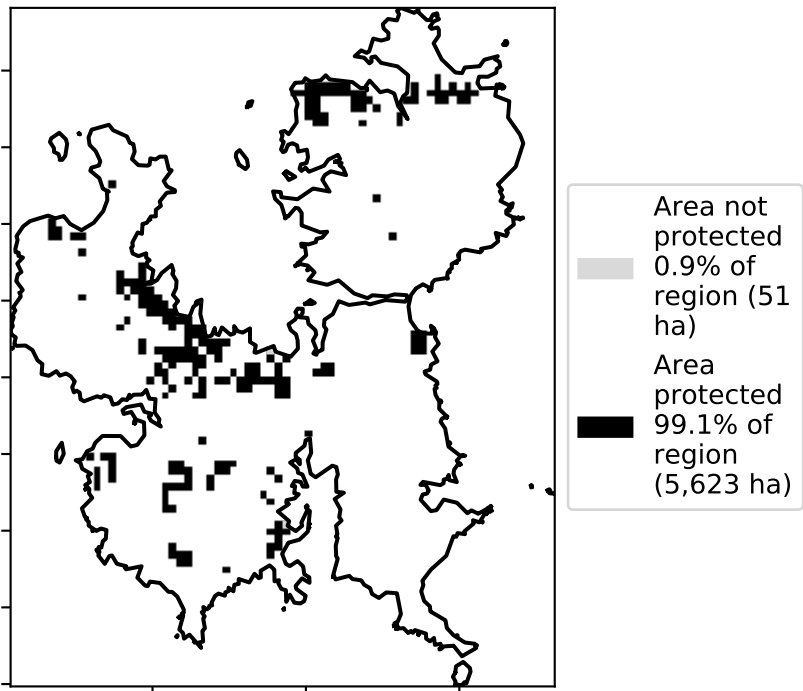 Area not
protected
0.9% of
region (51
ha)
Area
protected
99.1% of
region
(5,623 ha)